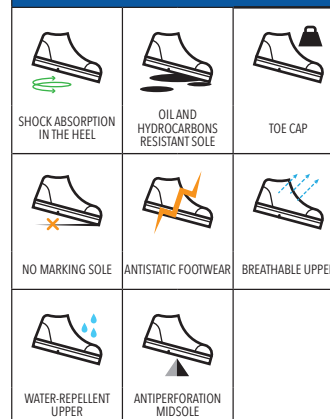 SHOCK ABSORPTION
IN THE HEEL
OIL AND
HYDROCARBONS
RESISTANT SOLE
TOE CAP
NO MARKING SOLE
ANTISTATIC FOOTWEAR
BREATHABLE UPPER
WATER-REPELLENT
UPPER
ANTIPERFORATION
MIDSOLE